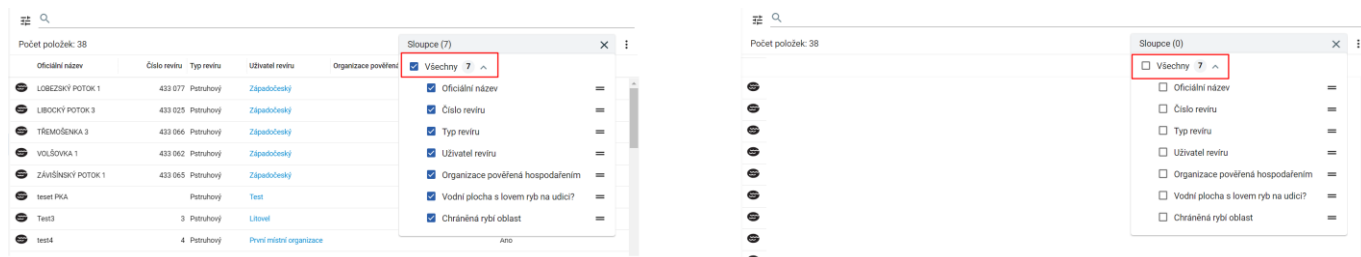 Počet položek: 38
Sloupce (7)
Oficiální název Číslo revíru Typ revíru Uživatel revíru Organizace pověřená
Všechny 7
LOBEZSKÝ POTOK 1 433 077 Pstruhový Západočeský
Oficiální název
LIBOCKÝ POTOK 3 433 025 Pstruhový Západočeský
Číslo revíru
TŘEMOŠENKA 3 433 066 Pstruhový Západočeský
Typ revíru
VOLŠOVKA 1 433 062 Pstruhový Západočeský
Uživatel revíru
ZÁVIŠÍNSKÝ POTOK 1 433 065 Pstruhový Západočeský
Organizace pověřená hospodařením
teset PKA Pstruhový Test
Vodní plocha s lovem ryb na udici?
Test3 3 Pstruhový Litovel
Chráněná rybí oblast
test4 4 Pstruhový První místní organizace Ano
Počet položek: 38
Sloupce (0)
Všechny 7
Oficiální název
Číslo revíru
Typ revíru
Uživatel revíru
Organizace pověřená hospodařením
Vodní plocha s lovem ryb na udici?
Chráněná rybí oblast